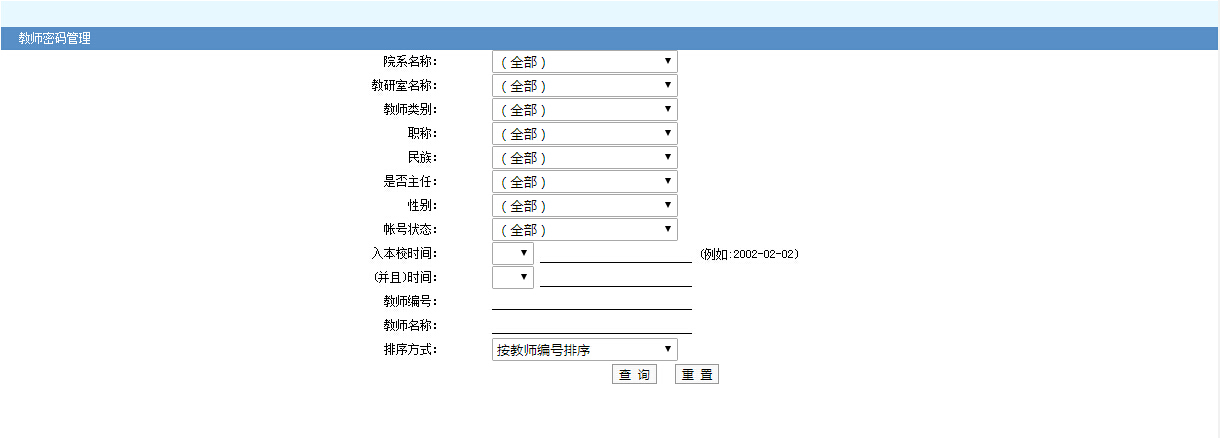 教师密码管理
院系名称： （全部）
教研室名称： （全部）
教师类别： （全部）
职称： （全部）
民族： （全部）
是否主任： （全部）
性别： （全部）
帐号状态： （全部）
入本校时间： (例如:2002-02-02)
(并且)时间：
教师编号：
教师名称：
排序方式： 按教师编号排序
查 询 重 置